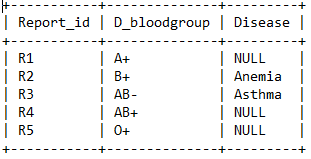 +-----------+--------------+---------+
| Report_id | D_bloodgroup | Disease |
+-----------+--------------+---------+
| R1        | A+           | NULL    |
| R2        | B+           | Anemia  |
| R3        | AB-          | Asthma  |
| R4        | AB+          | NULL    |
| R5        | O+           | NULL    |
+-----------+--------------+---------+